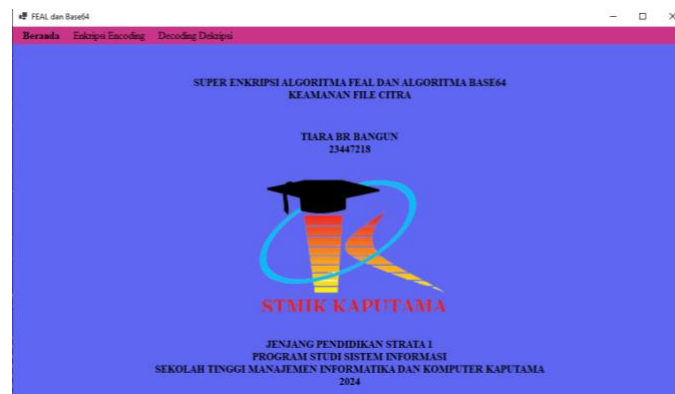 FEAL dan Base64
Beranda Enkripsi Encoding Decoding Dekripsi
SUPER ENKRIPSI ALGORITMA FEAL DAN ALGORITMA BASE64
KEAMANAN FILE CITRA
TIARA BR BANGUN
23447218
STMIK KAPUTAMA
JENJANG PENDIDIKAN STRATA 1
PROGRAM STUDI SISTEM INFORMASI
SEKOLAH TINGGI MANAJEMEN INFORMATIKA DAN KOMPUTER KAPUTAMA
2024